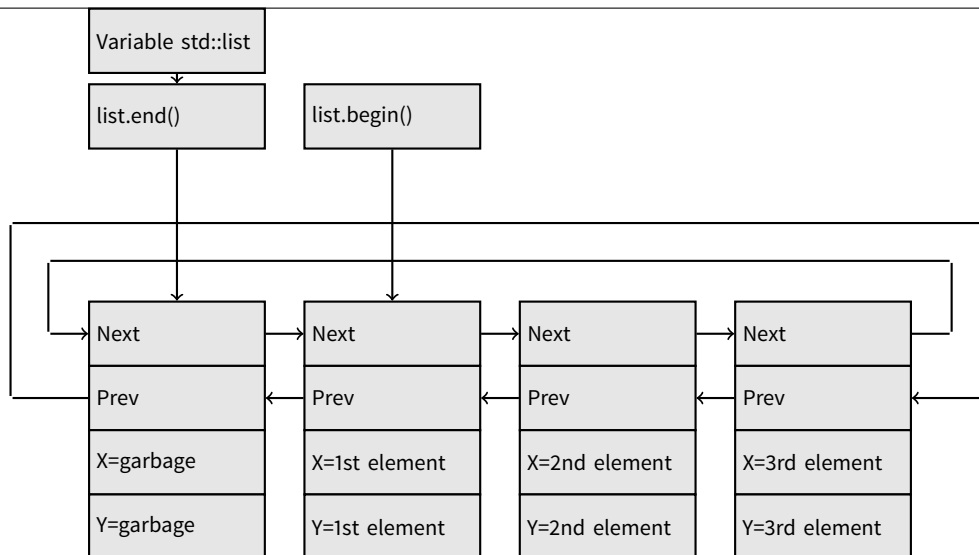 Variable std::list
list.end()
list.begin()
Next
Next
Next
Next
Prev
Prev
Prev
Prev
X=garbage
X=1st element
X=2nd element
X=3rd element
Y=garbage
Y=1st element
Y=2nd element
Y=3rd element